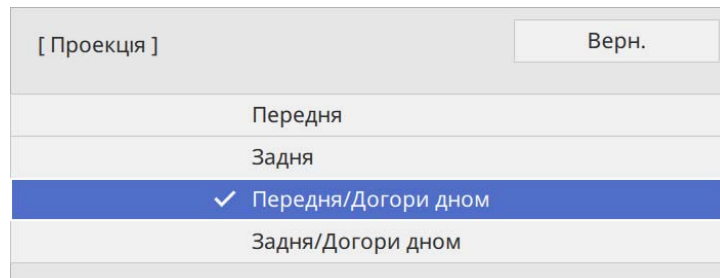 [ Проекція ]
Верн.
Передня
Задня
Передня/Догори дном
Задня/Догори дном